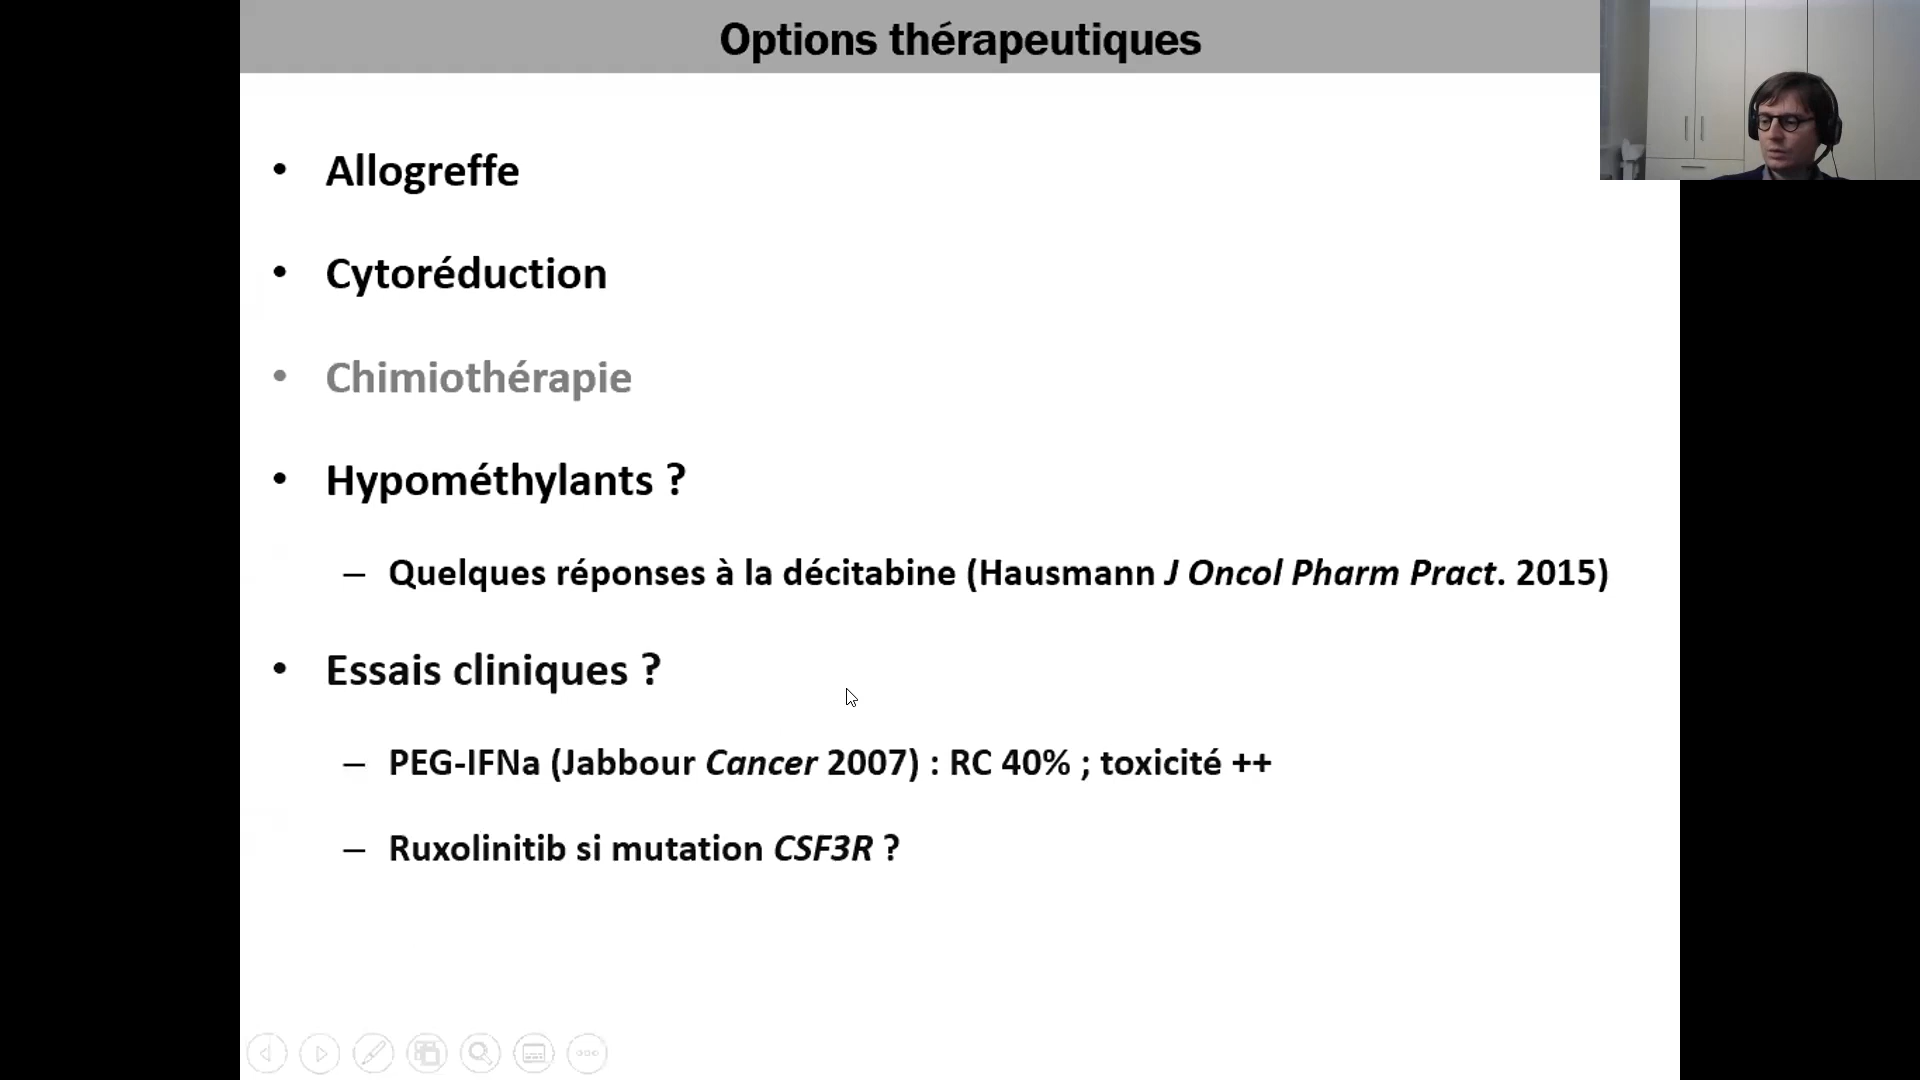 Options thérapeutiques
• Allogreffe
• Cytoréduction
• Chimiothérapie
• Hypométhylants ?
– Quelques réponses à la décitabine (Hausmann J Oncol Pharm Pract. 2015)
• Essais cliniques ?
– PEG-IFNa (Jabbour Cancer 2007) : RC 40% ; toxicité ++
– Ruxolinitib si mutation CSF3R ?